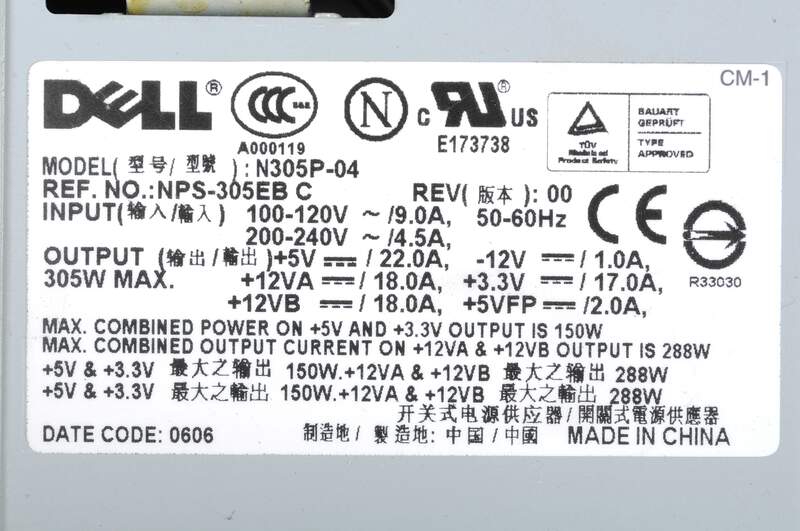 CM-1
DELL® CCC S&E N c UR® US TÜV Product Safety BAUART GEPRÜFT TYPE APPROVED
A000119 E173738
MODEL(型号/型號):N305P-04
REF. NO.:NPS-305EB C REV(版本): 00
INPUT(输入/輸入) 100-120V ～/9.0A, 50-60Hz CE
200-240V ～/4.5A,
OUTPUT (输出/輸出)+5V ⎓/22.0A, -12V ⎓/1.0A,
305W MAX. +12VA ⎓/18.0A, +3.3V ⎓/17.0A, R33030
+12VB ⎓/18.0A, +5VFP ⎓/2.0A,
MAX. COMBINED POWER ON +5V AND +3.3V OUTPUT IS 150W
MAX. COMBINED OUTPUT CURRENT ON +12VA & +12VB OUTPUT IS 288W
+5V & +3.3V 最大之输出 150W.+12VA & +12VB 最大之输出 288W
+5V & +3.3V 最大之輸出 150W.+12VA & +12VB 最大之輸出 288W
开关式电源供应器/開關式電源供應器
DATE CODE: 0606 制造地/製造地: 中国/中國 MADE IN CHINA